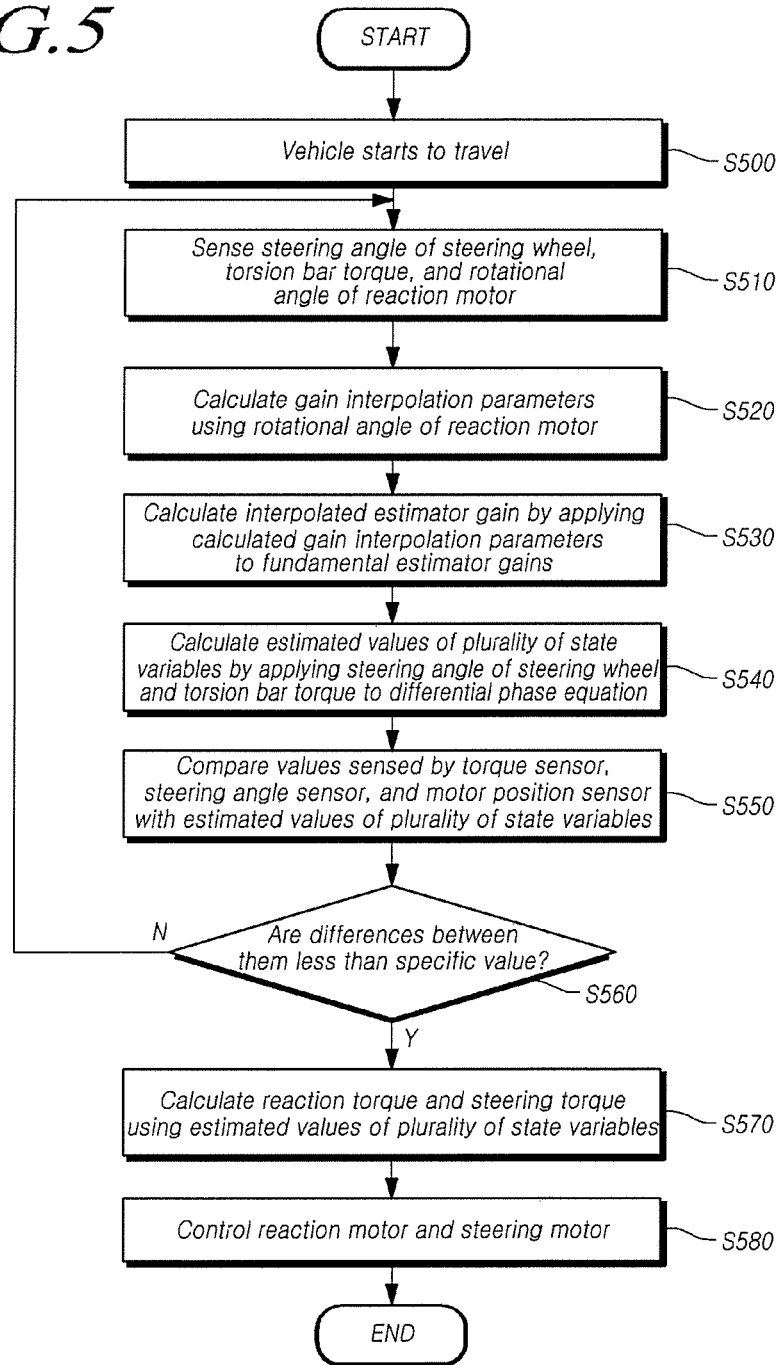 G.5
START
Vehicle starts to travel
S500
Sense steering angle of steering wheel,
torsion bar torque, and rotational
angle of reaction motor
S510
Calculate gain interpolation parameters
using rotational angle of reaction motor
S520
Calculate interpolated estimator gain by applying
calculated gain interpolation parameters
to fundamental estimator gains
S530
Calculate estimated values of plurality of state
variables by applying steering angle of steering wheel
and torsion bar torque to differential phase equation
S540
Compare values sensed by torque sensor,
steering angle sensor, and motor position sensor
with estimated values of plurality of state variables
S550
N
Are differences between
them less than specific value?
S560
Y
Calculate reaction torque and steering torque
using estimated values of plurality of state variables
S570
Control reaction motor and steering motor
S580
END